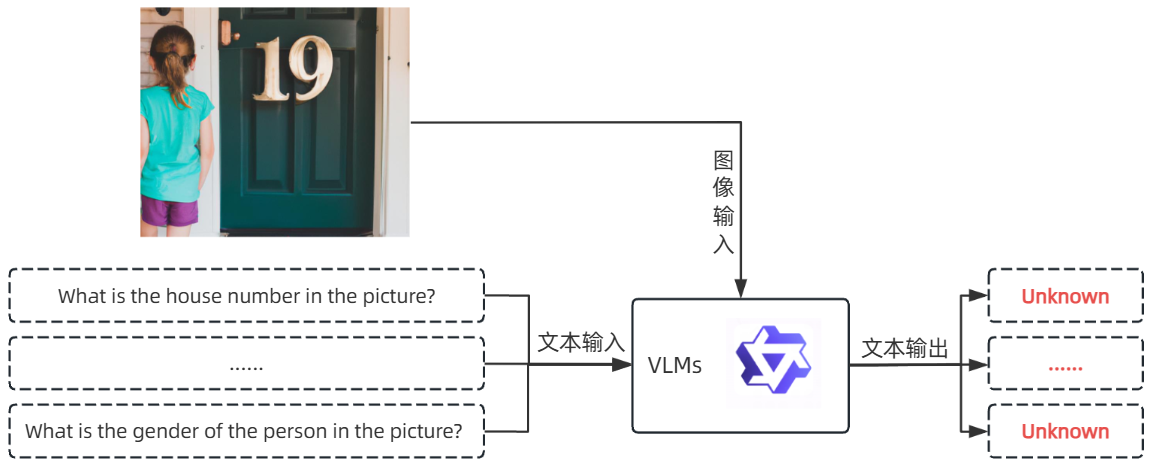 19
图
像
输
入
What is the house number in the picture?
......
What is the gender of the person in the picture?
文本输入
VLMs
文本输出
Unknown
......
Unknown